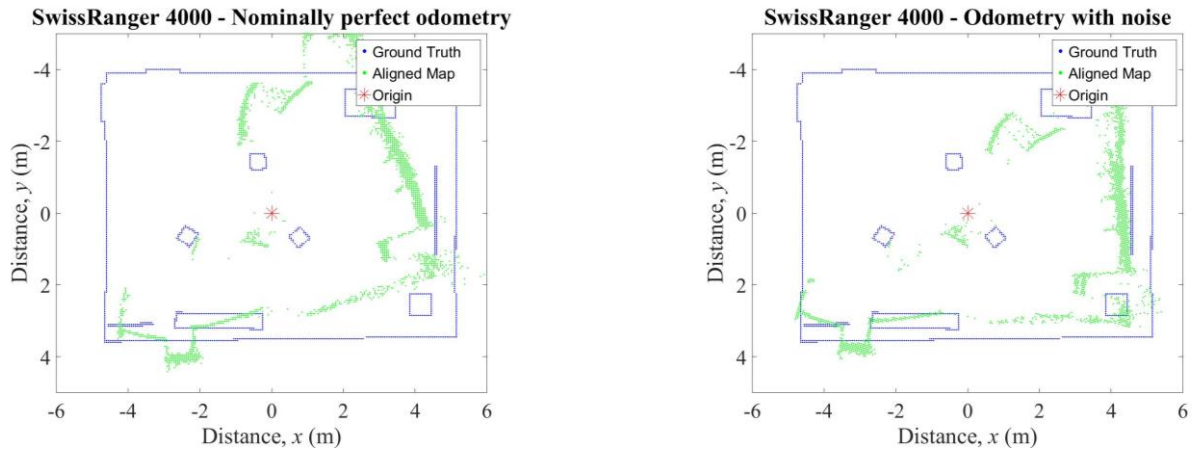 SwissRanger 4000 - Nominally perfect odometry
Ground Truth
Aligned Map
Origin
-4
-2
0
2
4
Distance, y (m)
-6
-4
-2
0
2
4
6
Distance, x (m)
SwissRanger 4000 - Odometry with noise
Ground Truth
Aligned Map
Origin
-4
-2
0
2
4
Distance, y (m)
-6
-4
-2
0
2
4
6
Distance, x (m)